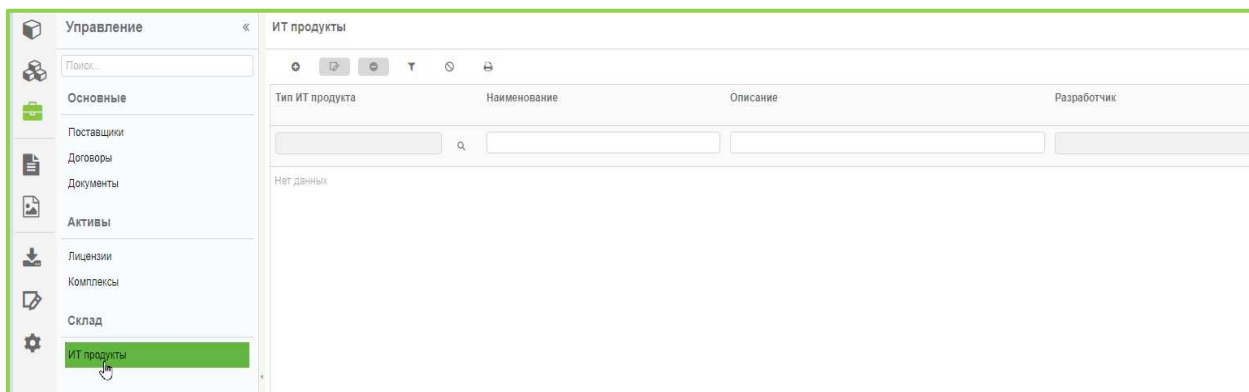 Управление «
ИТ продукты
Поиск...
Основные
Поставщики
Договоры
Документы
Активы
Лицензии
Комплексы
Склад
ИТ продукты
Тип ИТ продукта Наименование Описание Разработчик
Нет данных